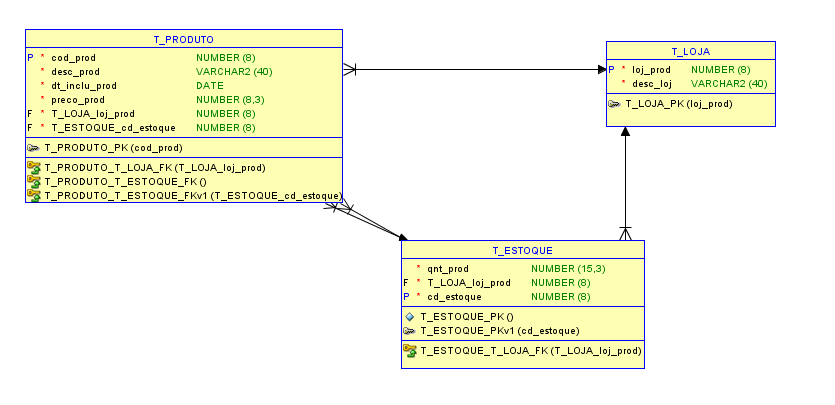 T_PRODUTO
P * cod_prod NUMBER (8)
* desc_prod VARCHAR2 (40)
* dt_inclu_prod DATE
* preco_prod NUMBER (8,3)
F * T_LOJA_loj_prod NUMBER (8)
F * T_ESTOQUE_cd_estoque NUMBER (8)
T_PRODUTO_PK (cod_prod)
T_PRODUTO_T_LOJA_FK (T_LOJA_loj_prod)
T_PRODUTO_T_ESTOQUE_FK ()
T_PRODUTO_T_ESTOQUE_FKv1 (T_ESTOQUE_cd_estoque)
T_LOJA
P * loj_prod NUMBER (8)
* desc_loj VARCHAR2 (40)
T_LOJA_PK (loj_prod)
T_ESTOQUE
* qnt_prod NUMBER (15,3)
F * T_LOJA_loj_prod NUMBER (8)
P * cd_estoque NUMBER (8)
T_ESTOQUE_PK ()
T_ESTOQUE_PKv1 (cd_estoque)
T_ESTOQUE_T_LOJA_FK (T_LOJA_loj_prod)